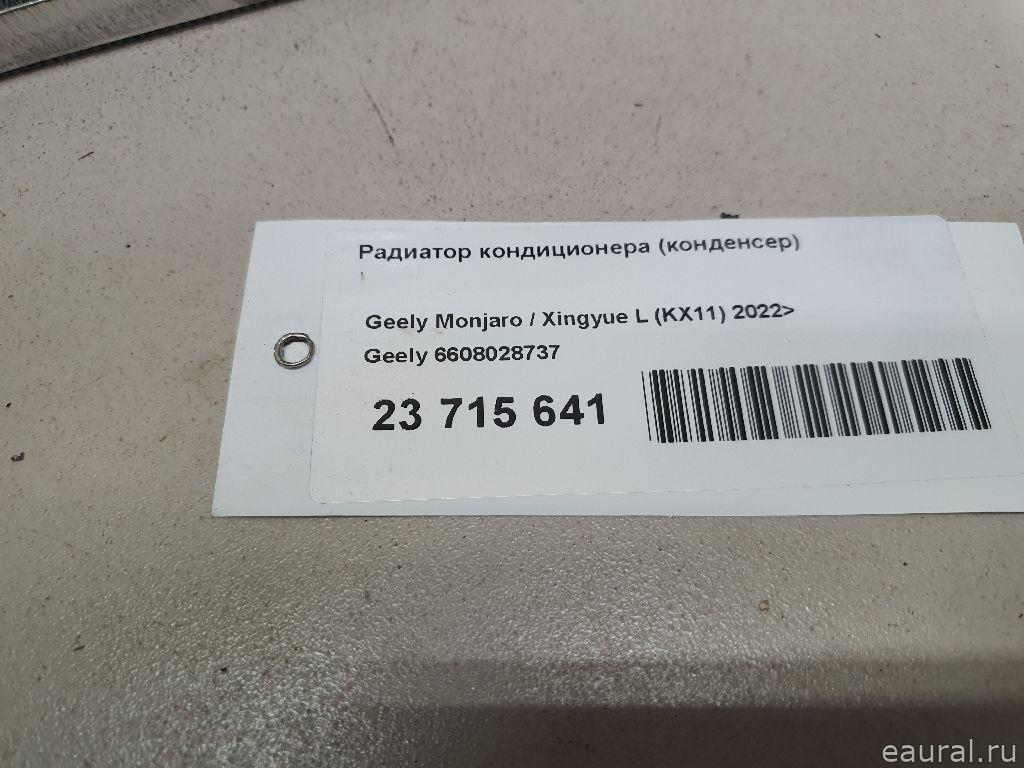 Радиатор кондиционера (конденсер)
Geely Monjaro / Xingyue L (KX11) 2022>
Geely 6608028737
23 715 641
eaural.ru